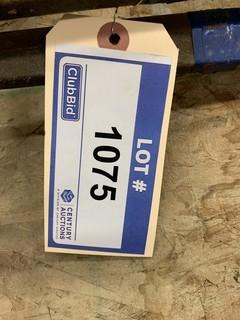 LOT #
1075
ClubBid
CENTURY
AUCTIONS